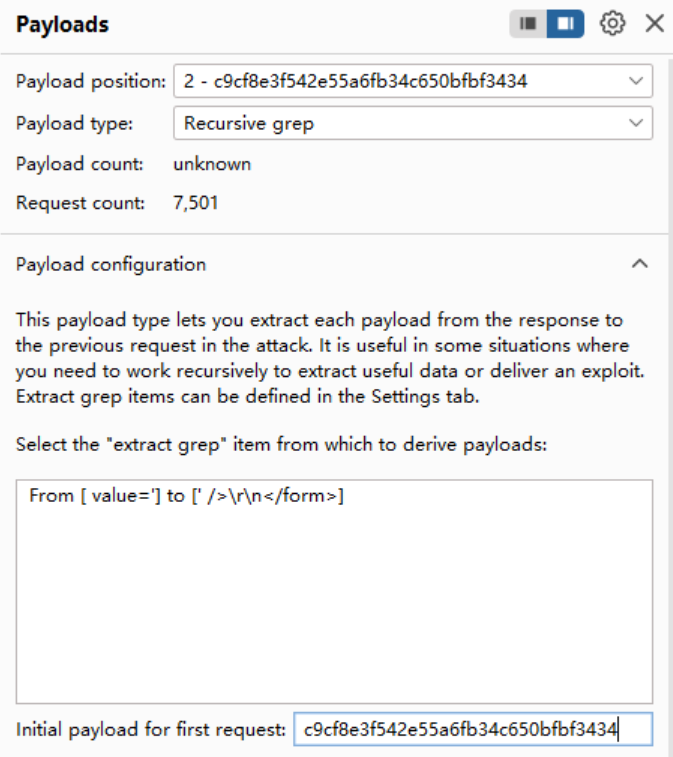 Payloads
Payload position: 2 - c9cf8e3f542e55a6fb34c650bfbf3434
Payload type: Recursive grep
Payload count: unknown
Request count: 7,501
Payload configuration
This payload type lets you extract each payload from the response to
the previous request in the attack. It is useful in some situations where
you need to work recursively to extract useful data or deliver an exploit.
Extract grep items can be defined in the Settings tab.
Select the "extract grep" item from which to derive payloads:
From [ value='] to [' />\r\n</form>]
Initial payload for first request: c9cf8e3f542e55a6fb34c650bfbf3434